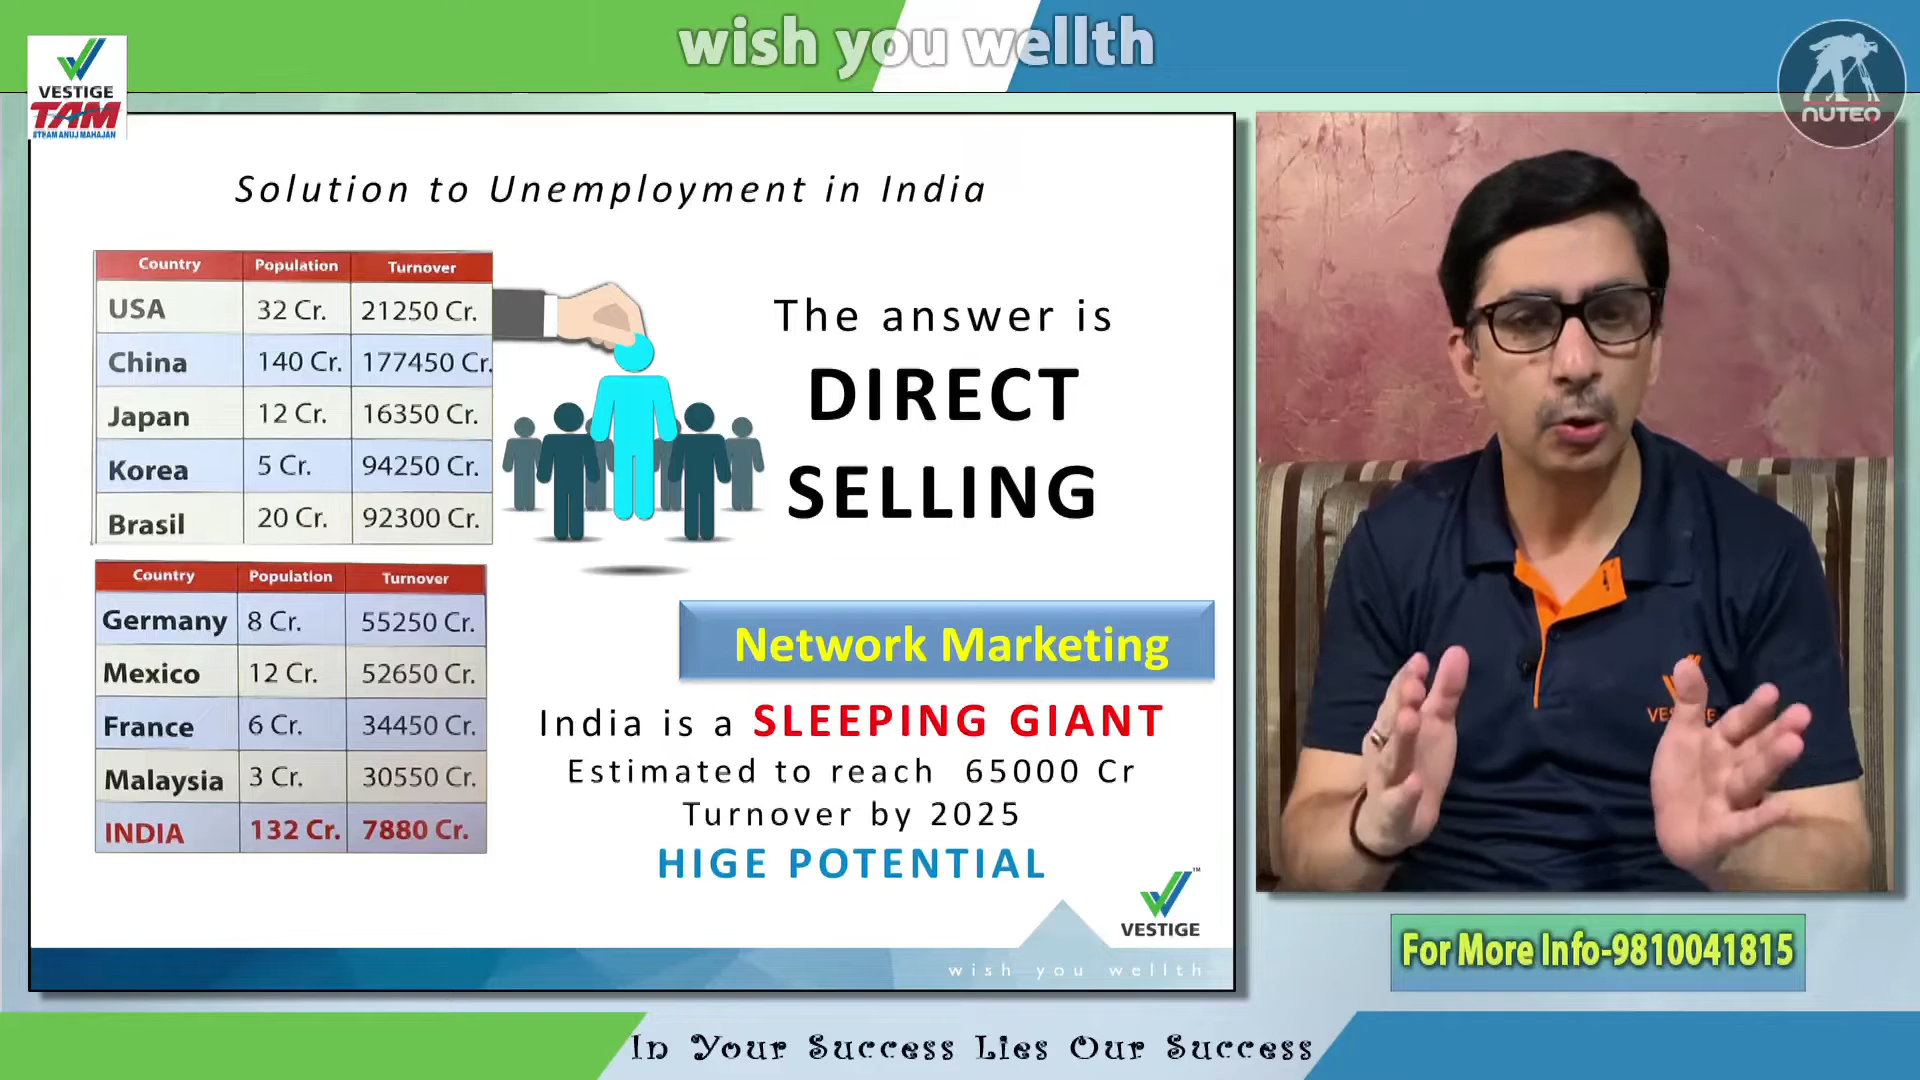 wish you wellth
VESTIGE
TAM
©TEAM ANUJ MAHAJAN
NUTEQ
Solution to Unemployment in India
Country Population Turnover
USA 32 Cr. 21250 Cr.
China 140 Cr. 177450 Cr.
Japan 12 Cr. 16350 Cr.
Korea 5 Cr. 94250 Cr.
Brasil 20 Cr. 92300 Cr.
Country Population Turnover
Germany 8 Cr. 55250 Cr.
Mexico 12 Cr. 52650 Cr.
France 6 Cr. 34450 Cr.
Malaysia 3 Cr. 30550 Cr.
INDIA 132 Cr. 7880 Cr.
The answer is
DIRECT
SELLING
Network Marketing
India is a SLEEPING GIANT
Estimated to reach 65000 Cr
Turnover by 2025
HIGE POTENTIAL
VESTIGE
TM
wish you wellth
VESTIGE
For More Info-9810041815
In Your Success Lies Our Success